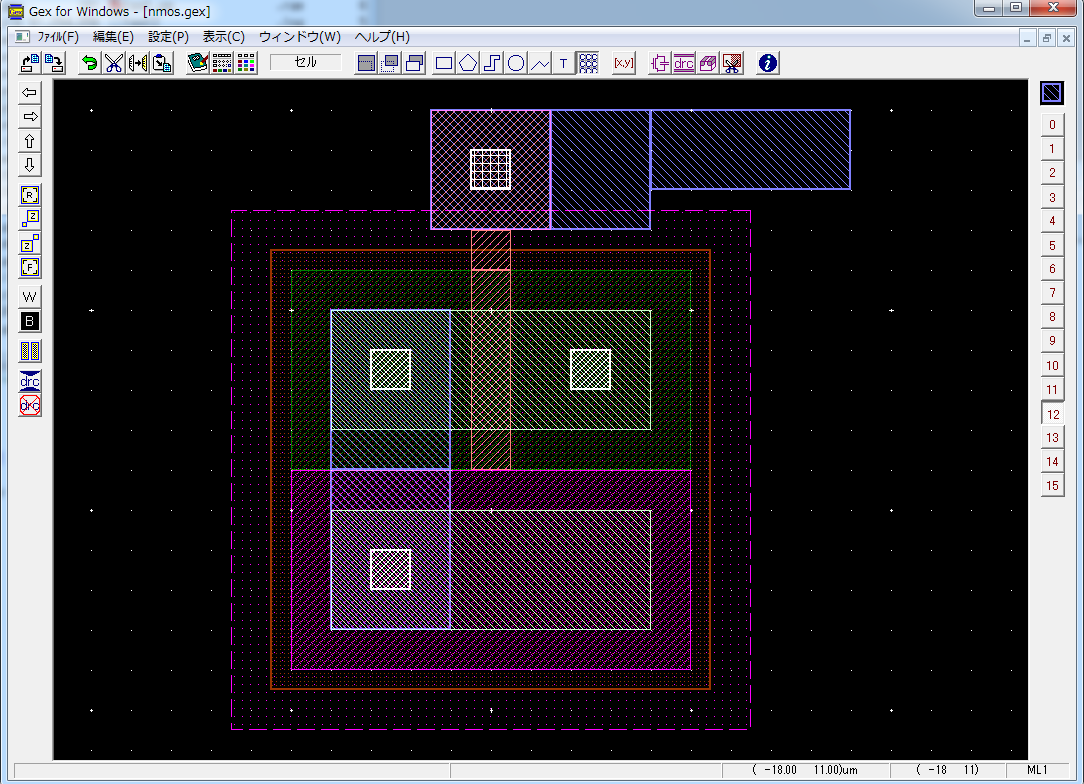 Gex for Windows - [nmos.gex]
ﾌｧｲﾙ(F) 編集(E) 設定(P) 表示(C) ウィンドウ(W) ヘルプ(H)
セル
T
[x,y]
drc
i
R
Z
Z
F
W
B
drc
drc
0
1
2
3
4
5
6
7
8
9
10
11
12
13
14
15
( -18.00 11.00)um ( -18 11) ML1